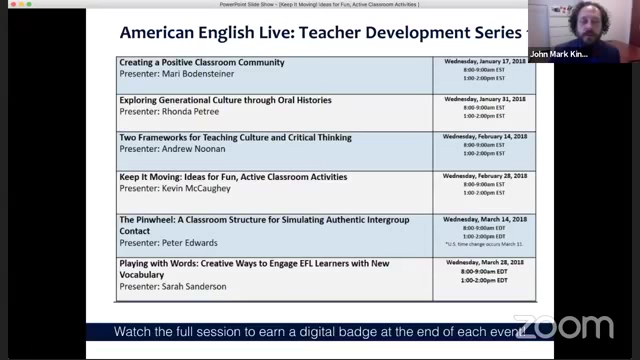 PowerPoint Slide Show - [Keep It Moving! Ideas for Fun, Active Classroom Activities ]
American English Live: Teacher Development Series
John Mark Kin...
Creating a Positive Classroom Community
Presenter: Mari Bodensteiner
Wednesday, January 17, 2018
8:00-9:00am EST
1:00-2:00pm EST
Exploring Generational Culture through Oral Histories
Presenter: Rhonda Petree
Wednesday, January 31, 2018
8:00-9:00am EST
1:00-2:00pm EST
Two Frameworks for Teaching Culture and Critical Thinking
Presenter: Andrew Noonan
Wednesday, February 14, 2018
8:00-9:00am EST
1:00-2:00pm EST
Keep It Moving: Ideas for Fun, Active Classroom Activities
Presenter: Kevin McCaughey
Wednesday, February 28, 2018
8:00-9:00am EST
1:00-2:00pm EST
The Pinwheel: A Classroom Structure for Simulating Authentic Intergroup
Contact
Presenter: Peter Edwards
Wednesday, March 14, 2018
8:00-9:00am EDT
1:00-2:00pm EDT
*U.S. time change occurs March 11.
Playing with Words: Creative Ways to Engage EFL Learners with New
Vocabulary
Presenter: Sarah Sanderson
Wednesday, March 28, 2018
8:00-9:00am EDT
1:00-2:00pm EDT
Watch the full session to earn a digital badge at the end of each event!
zoom